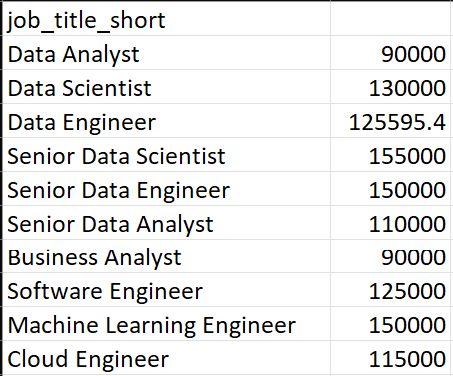 job_title_short
Data Analyst 90000
Data Scientist 130000
Data Engineer 125595.4
Senior Data Scientist 155000
Senior Data Engineer 150000
Senior Data Analyst 110000
Business Analyst 90000
Software Engineer 125000
Machine Learning Engineer 150000
Cloud Engineer 115000